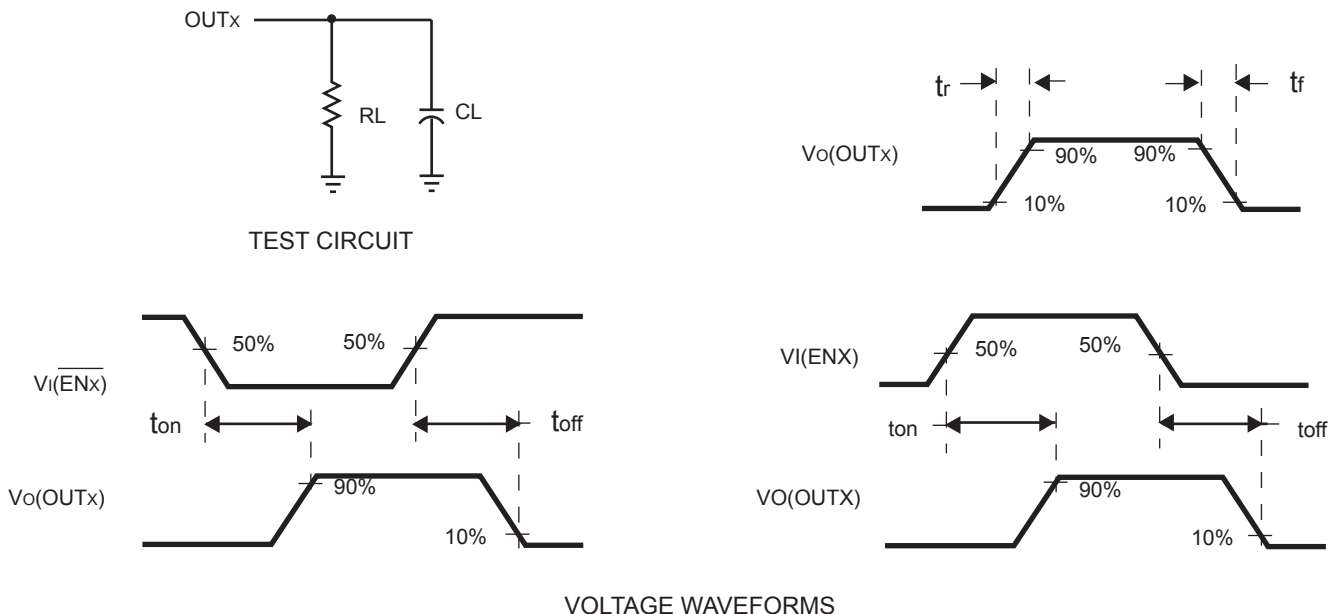 OUTx
RL
CL
TEST CIRCUIT
tr
tf
Vo(OUTx)
90%
90%
10%
10%
50%
50%
VI(ENx)
ton
toff
Vo(OUTx)
90%
10%
VI(ENX)
50%
50%
ton
toff
VO(OUTX)
90%
10%
VOLTAGE WAVEFORMS